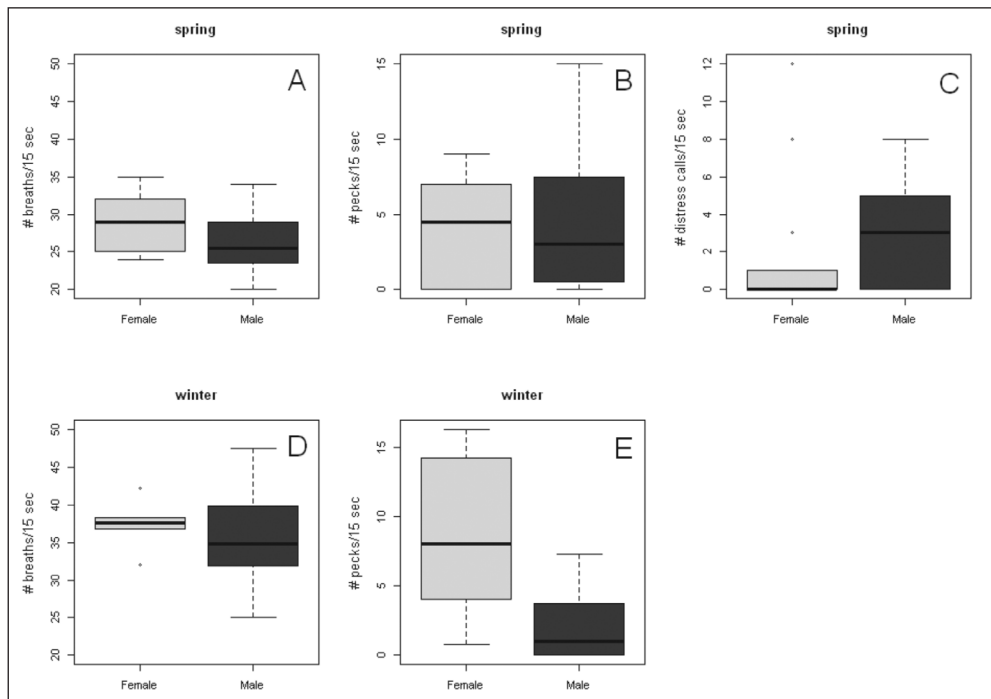 spring
A
# breaths/15 sec
50
45
40
35
30
25
20
Female
Male
spring
B
# pecks/15 sec
15
10
5
0
Female
Male
spring
C
# distress calls/15 sec
12
10
8
6
4
2
0
Female
Male
winter
D
# breaths/15 sec
50
45
40
35
30
25
20
Female
Male
winter
E
# pecks/15 sec
15
10
5
0
Female
Male